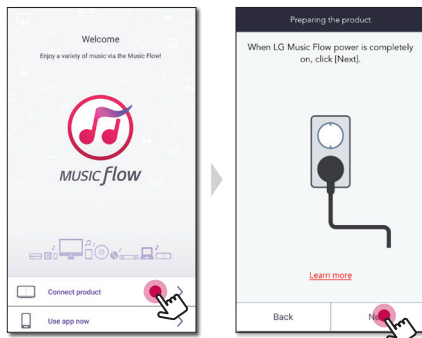 Welcome
Enjoy a variety of music via the Music Flow!
MUSIC flow
Connect product
Use app now
Preparing the product
When LG Music Flow power is completely
on, click [Next].
Learn more
Back